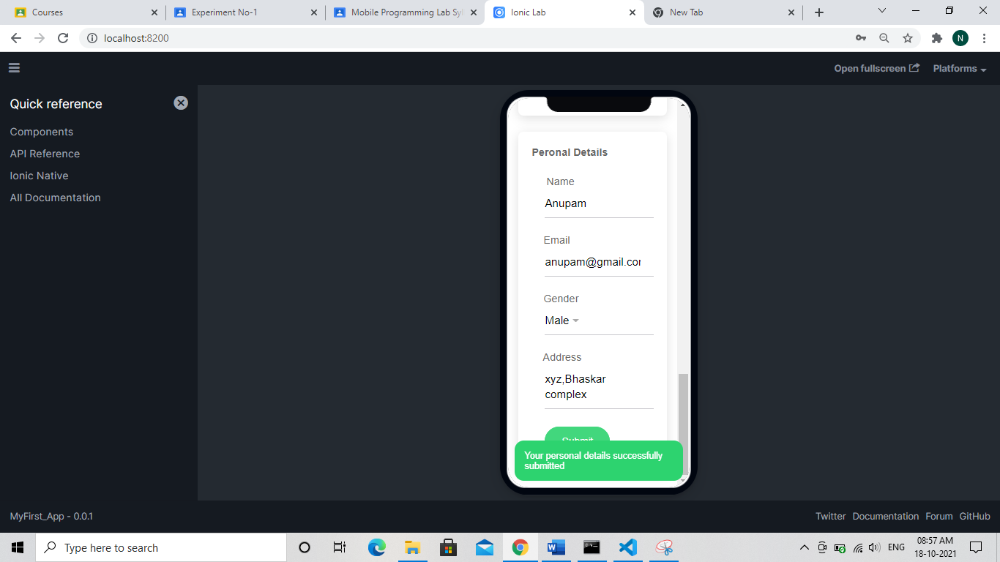 Courses
Experiment No-1
Mobile Programming Lab Syl
Ionic Lab
New Tab
localhost:8200
N
Open fullscreen
Platforms
Quick reference
Components
API Reference
Ionic Native
All Documentation
Peronal Details
Name
Anupam
Email
anupam@gmail.com
Gender
Male
Address
xyz,Bhaskar
complex
Submit
Your personal details successfully
submitted
MyFirst_App - 0.0.1
Twitter Documentation Forum GitHub
Type here to search
ENG
08:57 AM
18-10-2021